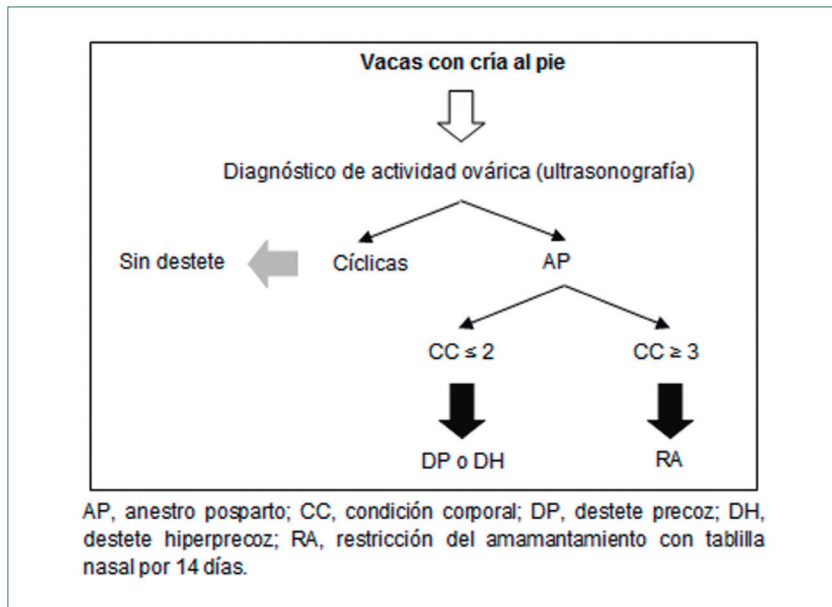 Vacas con cría al pie
Diagnóstico de actividad ovárica (ultrasonografía)
Sin destete
Cíclicas
AP
CC ≤ 2
CC ≥ 3
DP o DH
RA
AP, anestro posparto; CC, condición corporal; DP, destete precoz; DH,
destete hiperprecoz; RA, restricción del amamantamiento con tablilla
nasal por 14 días.